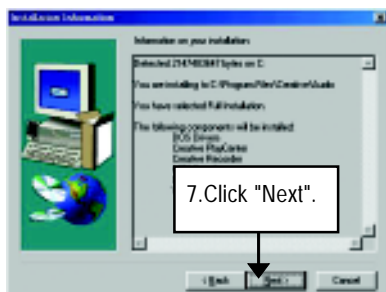 Installation Information
Information on your installation:
Detected 2147483647 bytes on C:
You are installing to C:\Program Files\Creative\Audio
You have selected Full Installation.
The following components will be installed:
DOS Drivers
Creative PlayCenter
Creative Recorder
7.Click "Next".
< Back
Next >
Cancel